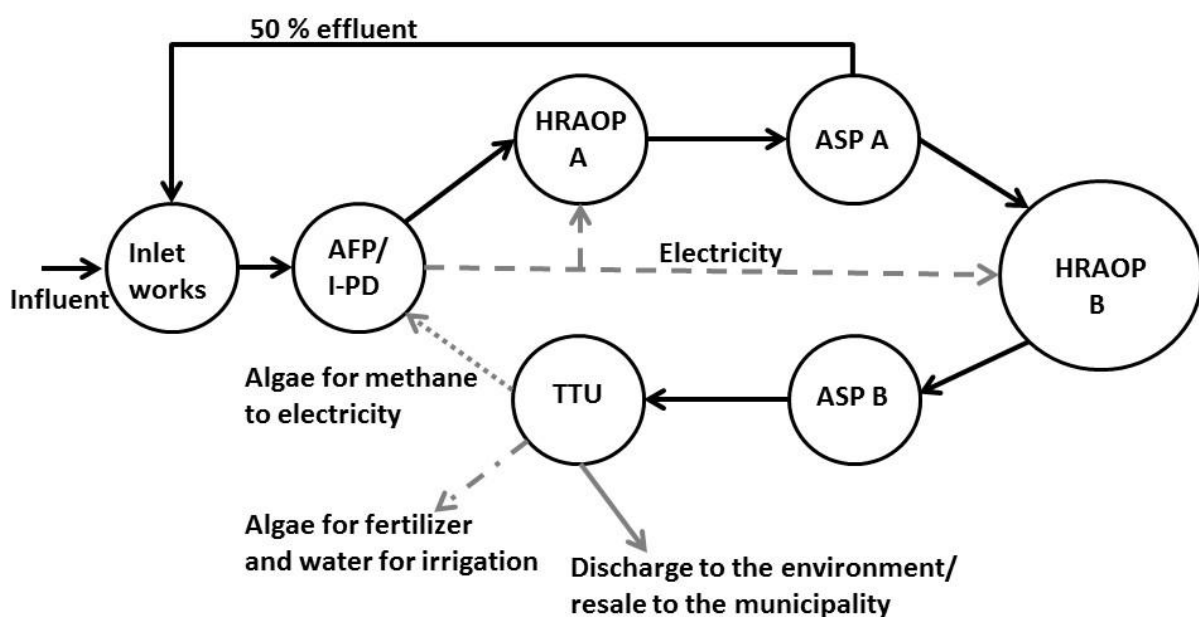 50 % effluent
HRAOP
A
ASP A
Inlet
works
AFP/
I-PD
Electricity
HRAOP
B
Influent
Algae for methane
to electricity
TTU
ASP B
Algae for fertilizer
and water for irrigation
Discharge to the environment/
resale to the municipality